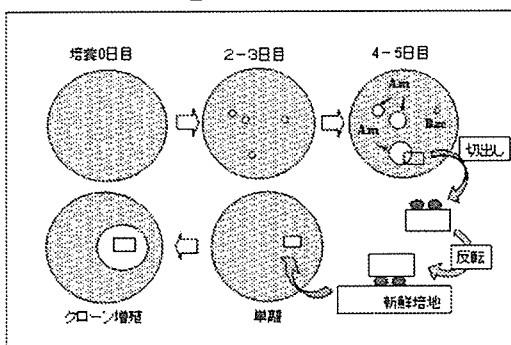 培養0日目
2-3日目
4-5日目
Am
Am
Bac
切出し
反転
新鮮培地
単離
クローン増殖